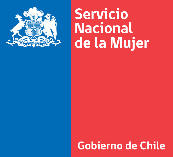 Servicio
Nacional
de la Mujer
Gobierno de Chile